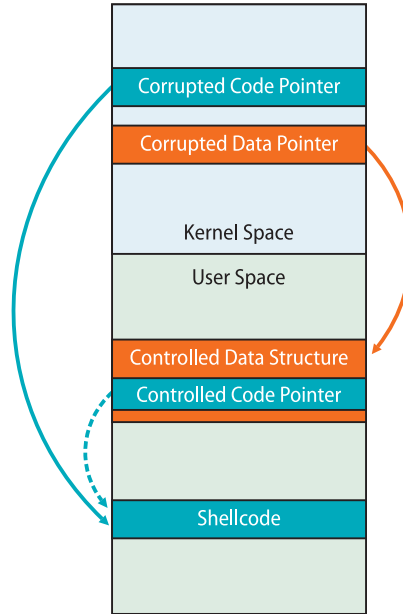 Corrupted Code Pointer
Corrupted Data Pointer
Kernel Space
User Space
Controlled Data Structure
Controlled Code Pointer
Shellcode